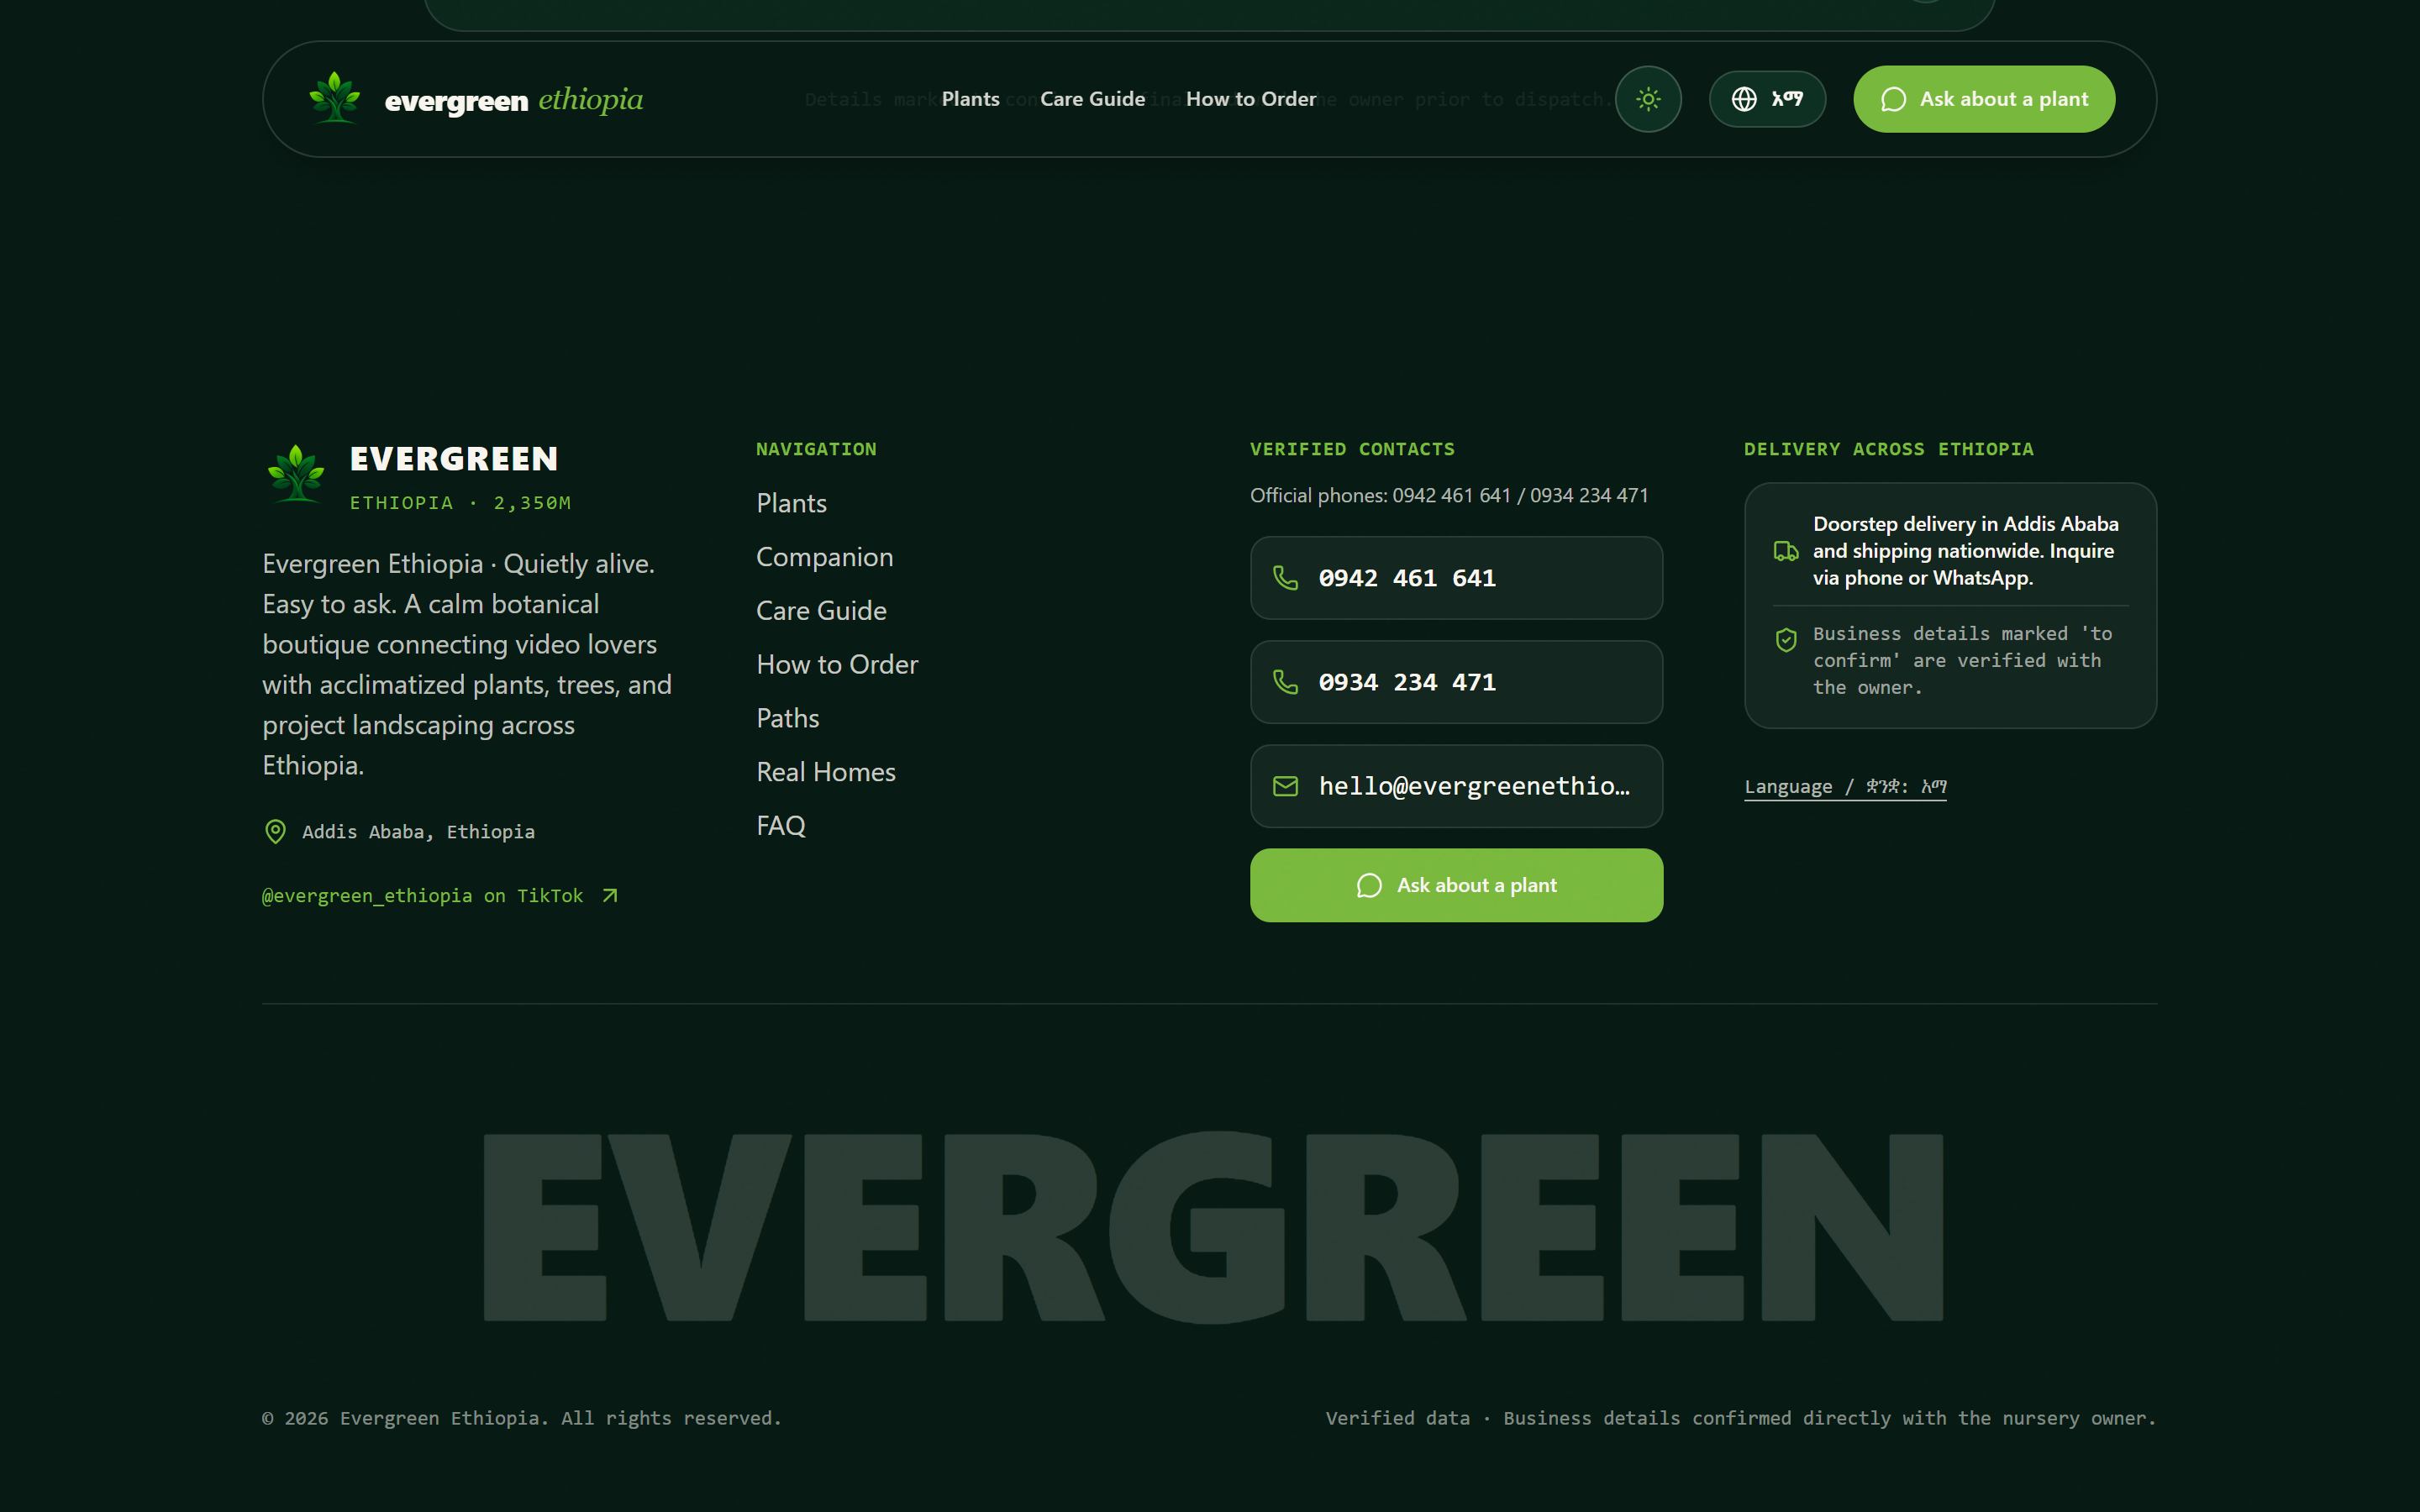 evergreen ethiopia
Plants
Care Guide
How to Order
አማ
Ask about a plant
EVERGREEN
ETHIOPIA · 2,350M
Evergreen Ethiopia · Quietly alive.
Easy to ask. A calm botanical
boutique connecting video lovers
with acclimatized plants, trees, and
project landscaping across
Ethiopia.
Addis Ababa, Ethiopia
@evergreen_ethiopia on TikTok
NAVIGATION
Plants
Companion
Care Guide
How to Order
Paths
Real Homes
FAQ
VERIFIED CONTACTS
Official phones: 0942 461 641 / 0934 234 471
0942 461 641
0934 234 471
hello@evergreenethio…
Ask about a plant
DELIVERY ACROSS ETHIOPIA
Doorstep delivery in Addis Ababa
and shipping nationwide. Inquire
via phone or WhatsApp.
Business details marked 'to
confirm' are verified with
the owner.
Language / ቋንቋ: አማ
EVERGREEN
© 2026 Evergreen Ethiopia. All rights reserved.
Verified data · Business details confirmed directly with the nursery owner.